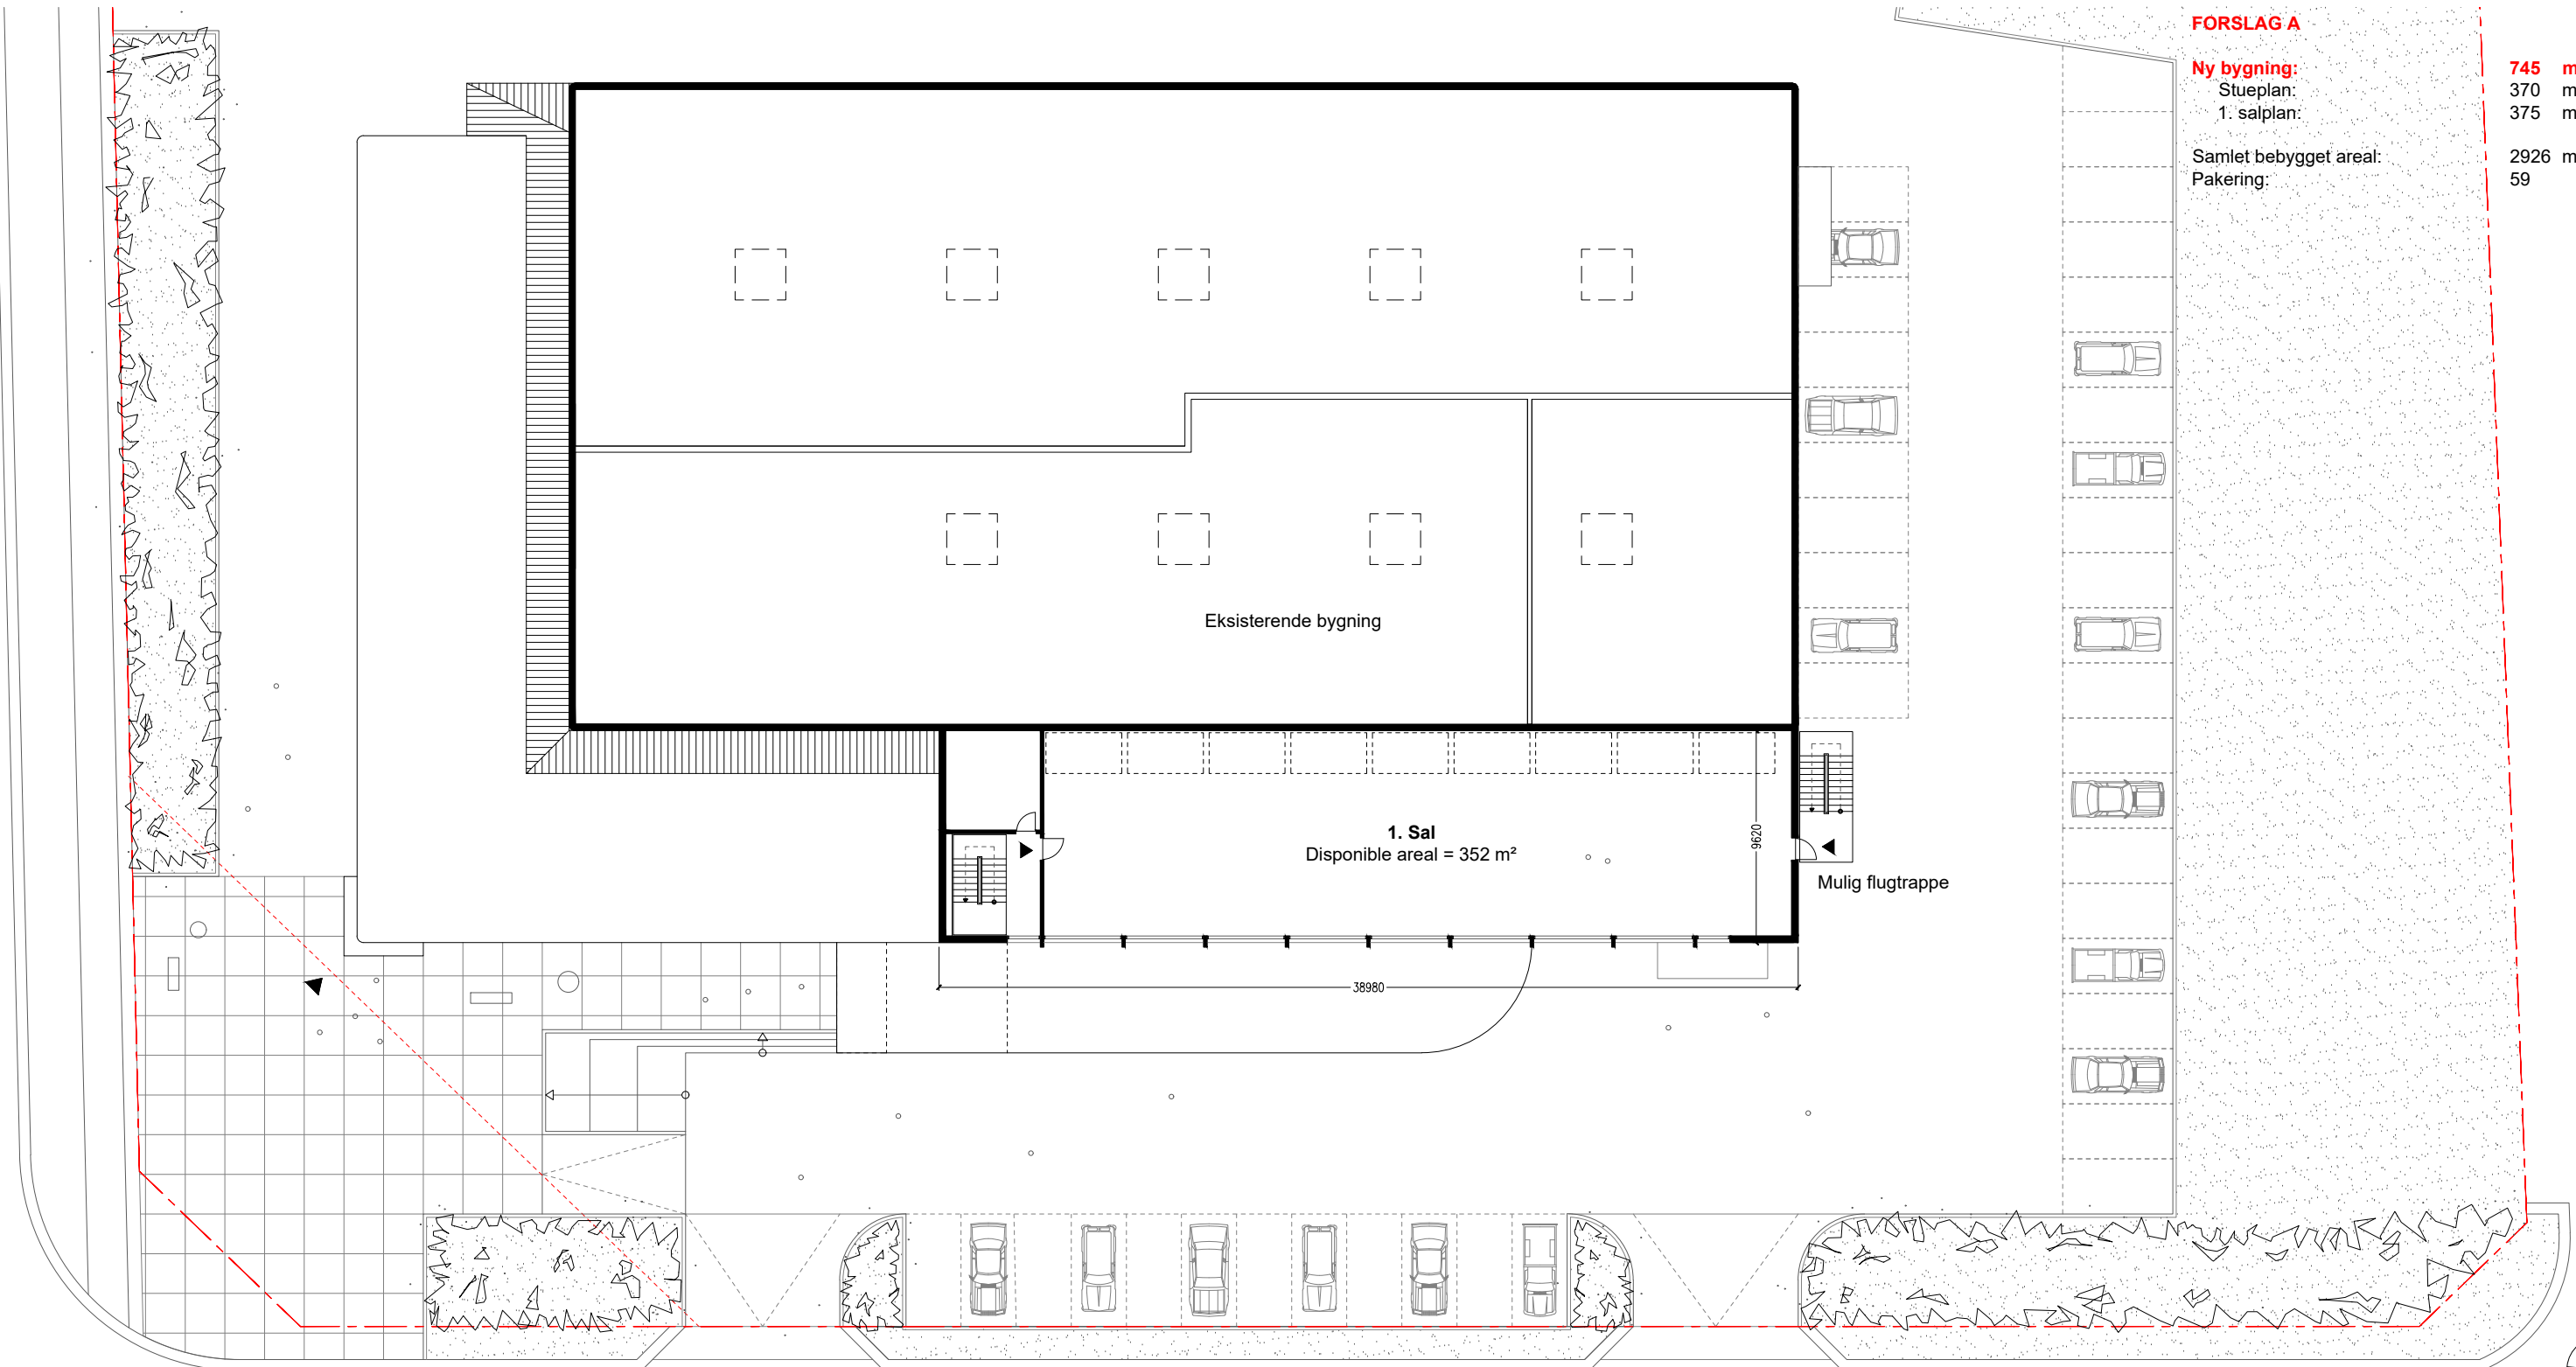 FORSLAG A
Ny bygning: 745 m
Stueplan: 370 m
1. salplan: 375 m
Samlet bebygget areal: 2926 m
Pakering: 59
Eksisterende bygning
1. Sal
Disponible areal = 352 m²
9620
Mulig flugtrappe
38980